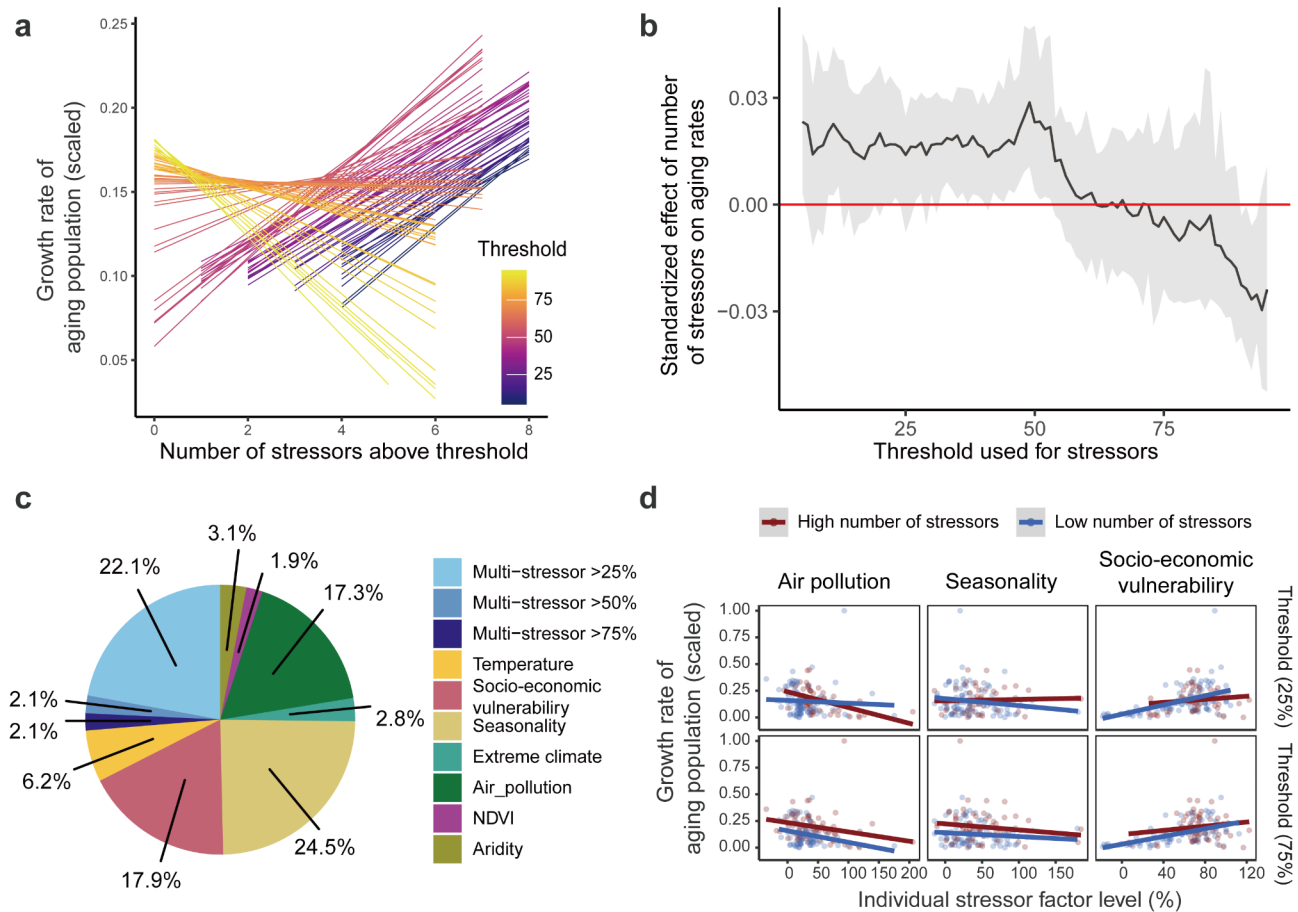 a
Growth rate of
aging population (scaled)
0.25
0.20
0.15
0.10
0.05
0
2
4
6
8
Number of stressors above threshold
Threshold
75
50
25
b
Standardized effect of number
of stressors on aging rates
0.03
0.00
−0.03
25
50
75
Threshold used for stressors
c
3.1%
1.9%
17.3%
2.8%
24.5%
17.9%
6.2%
2.1%
2.1%
22.1%
Multi−stressor >25%
Multi−stressor >50%
Multi−stressor >75%
Temperature
Socio−economic
vulnerability
Seasonality
Extreme climate
Air_pollution
NDVI
Aridity
d
High number of stressors
Low number of stressors
Air pollution
Seasonality
Socio-economic
vulnerabiliry
Growth rate of
aging population (scaled)
1.00
0.75
0.50
0.25
0.00
1.00
0.75
0.50
0.25
0.00
Threshold (25%)
Threshold (75%)
0 50 100 150 200
0 50 100 150
0 40 80 120
Individual stressor factor level (%)